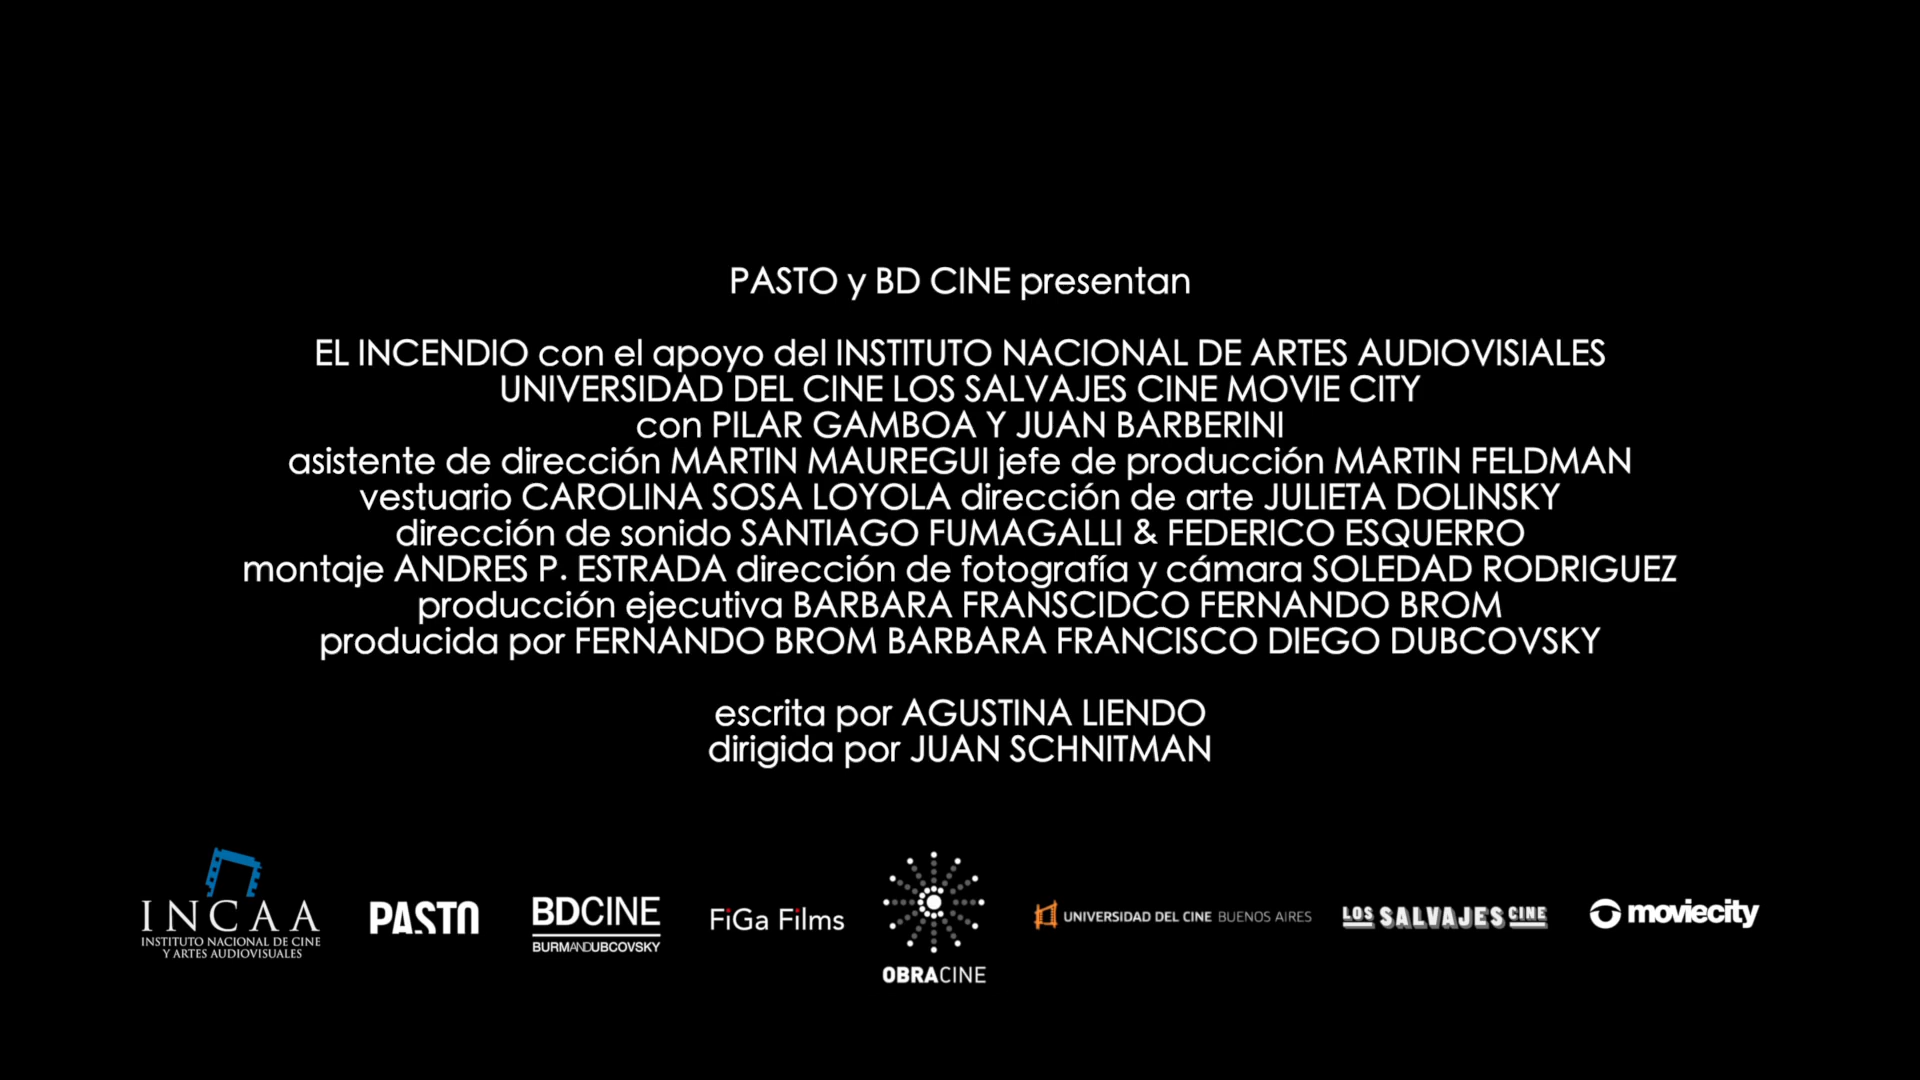 PASTO y BD CINE presentan
EL INCENDIO con el apoyo del INSTITUTO NACIONAL DE ARTES AUDIOVISIALES
UNIVERSIDAD DEL CINE LOS SALVAJES CINE MOVIE CITY
con PILAR GAMBOA Y JUAN BARBERINI
asistente de dirección MARTIN MAUREGUI jefe de producción MARTIN FELDMAN
vestuario CAROLINA SOSA LOYOLA dirección de arte JULIETA DOLINSKY
dirección de sonido SANTIAGO FUMAGALLI & FEDERICO ESQUERRO
montaje ANDRES P. ESTRADA dirección de fotografía y cámara SOLEDAD RODRIGUEZ
producción ejecutiva BARBARA FRANSCIDCO FERNANDO BROM
producida por FERNANDO BROM BARBARA FRANCISCO DIEGO DUBCOVSKY
escrita por AGUSTINA LIENDO
dirigida por JUAN SCHNITMAN
INCAA
INSTITUTO NACIONAL DE CINE
Y ARTES AUDIOVISUALES
PASTO
BDCINE
BURMANDUBCOVSKY
FiGa Films
OBRACINE
UNIVERSIDAD DEL CINE BUENOS AIRES
LOS SALVAJES CINE
moviecity